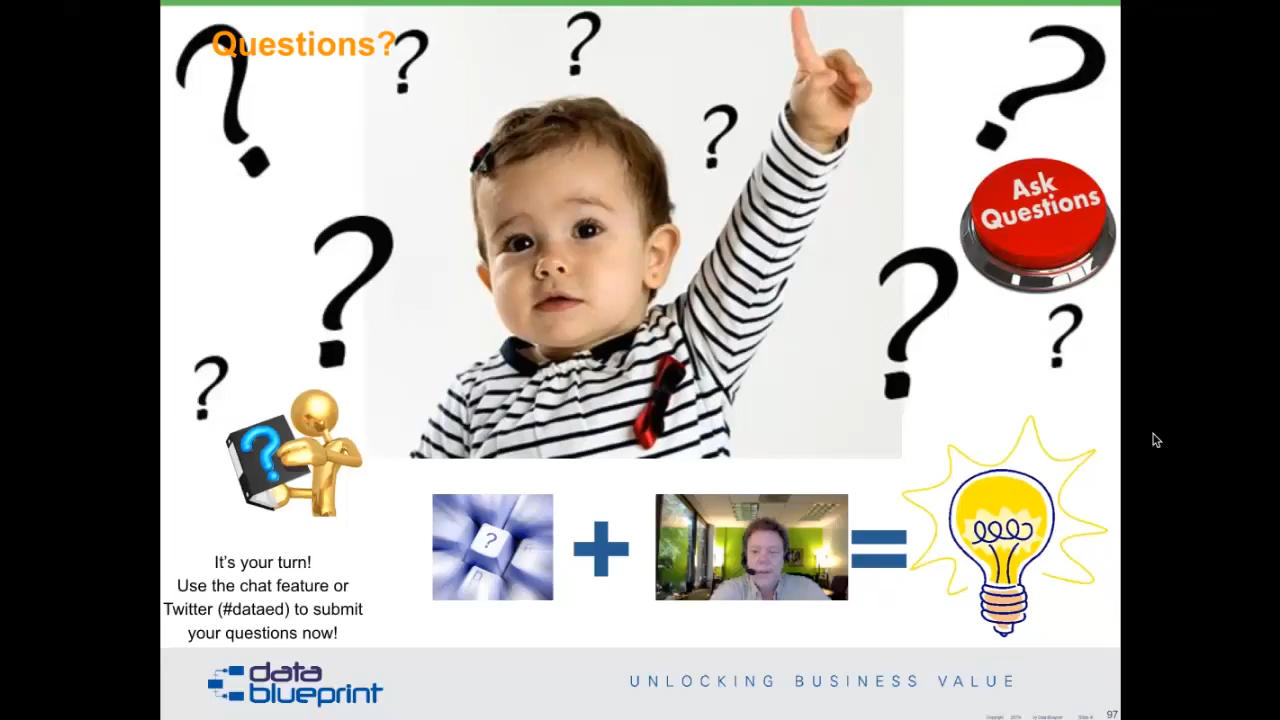 Questions?
Ask
Questions
It's your turn!
Use the chat feature or
Twitter (#dataed) to submit
your questions now!
data
blueprint
UNLOCKING BUSINESS VALUE
97